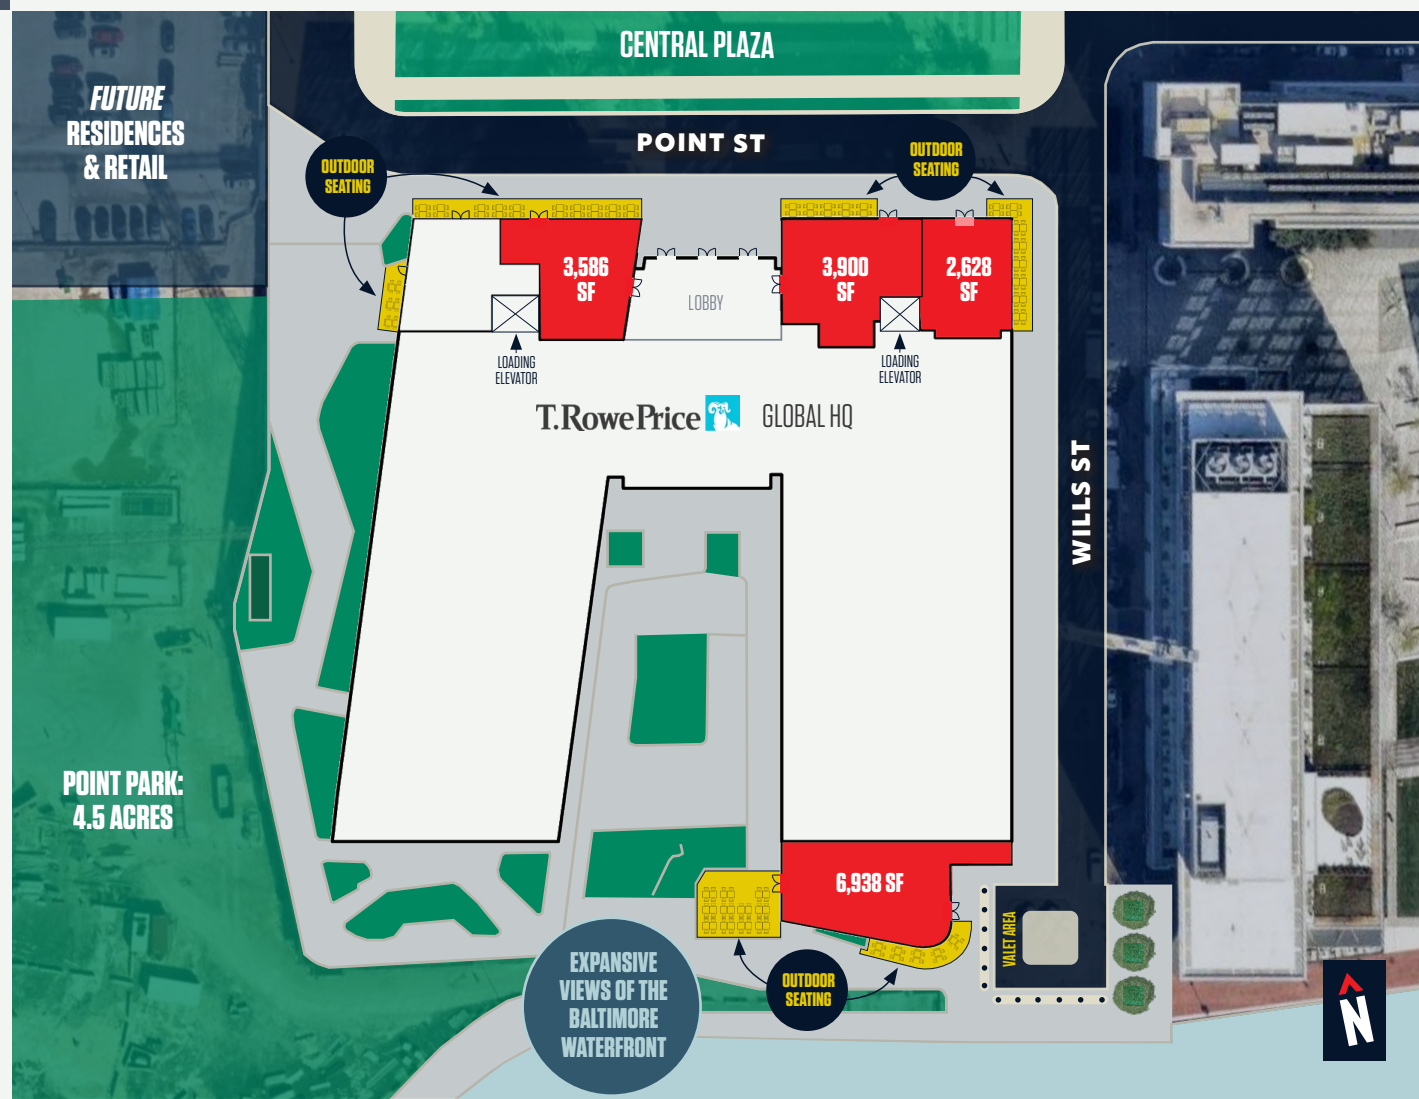 CENTRAL PLAZA
FUTURE
RESIDENCES
& RETAIL
POINT ST
OUTDOOR
SEATING
OUTDOOR
SEATING
3,586
SF
LOBBY
3,900
SF
2,628
SF
LOADING
ELEVATOR
LOADING
ELEVATOR
T.RowePrice GLOBAL HQ
WILLS ST
POINT PARK:
4.5 ACRES
6,938 SF
VALET AREA
OUTDOOR
SEATING
EXPANSIVE
VIEWS OF THE
BALTIMORE
WATERFRONT
N